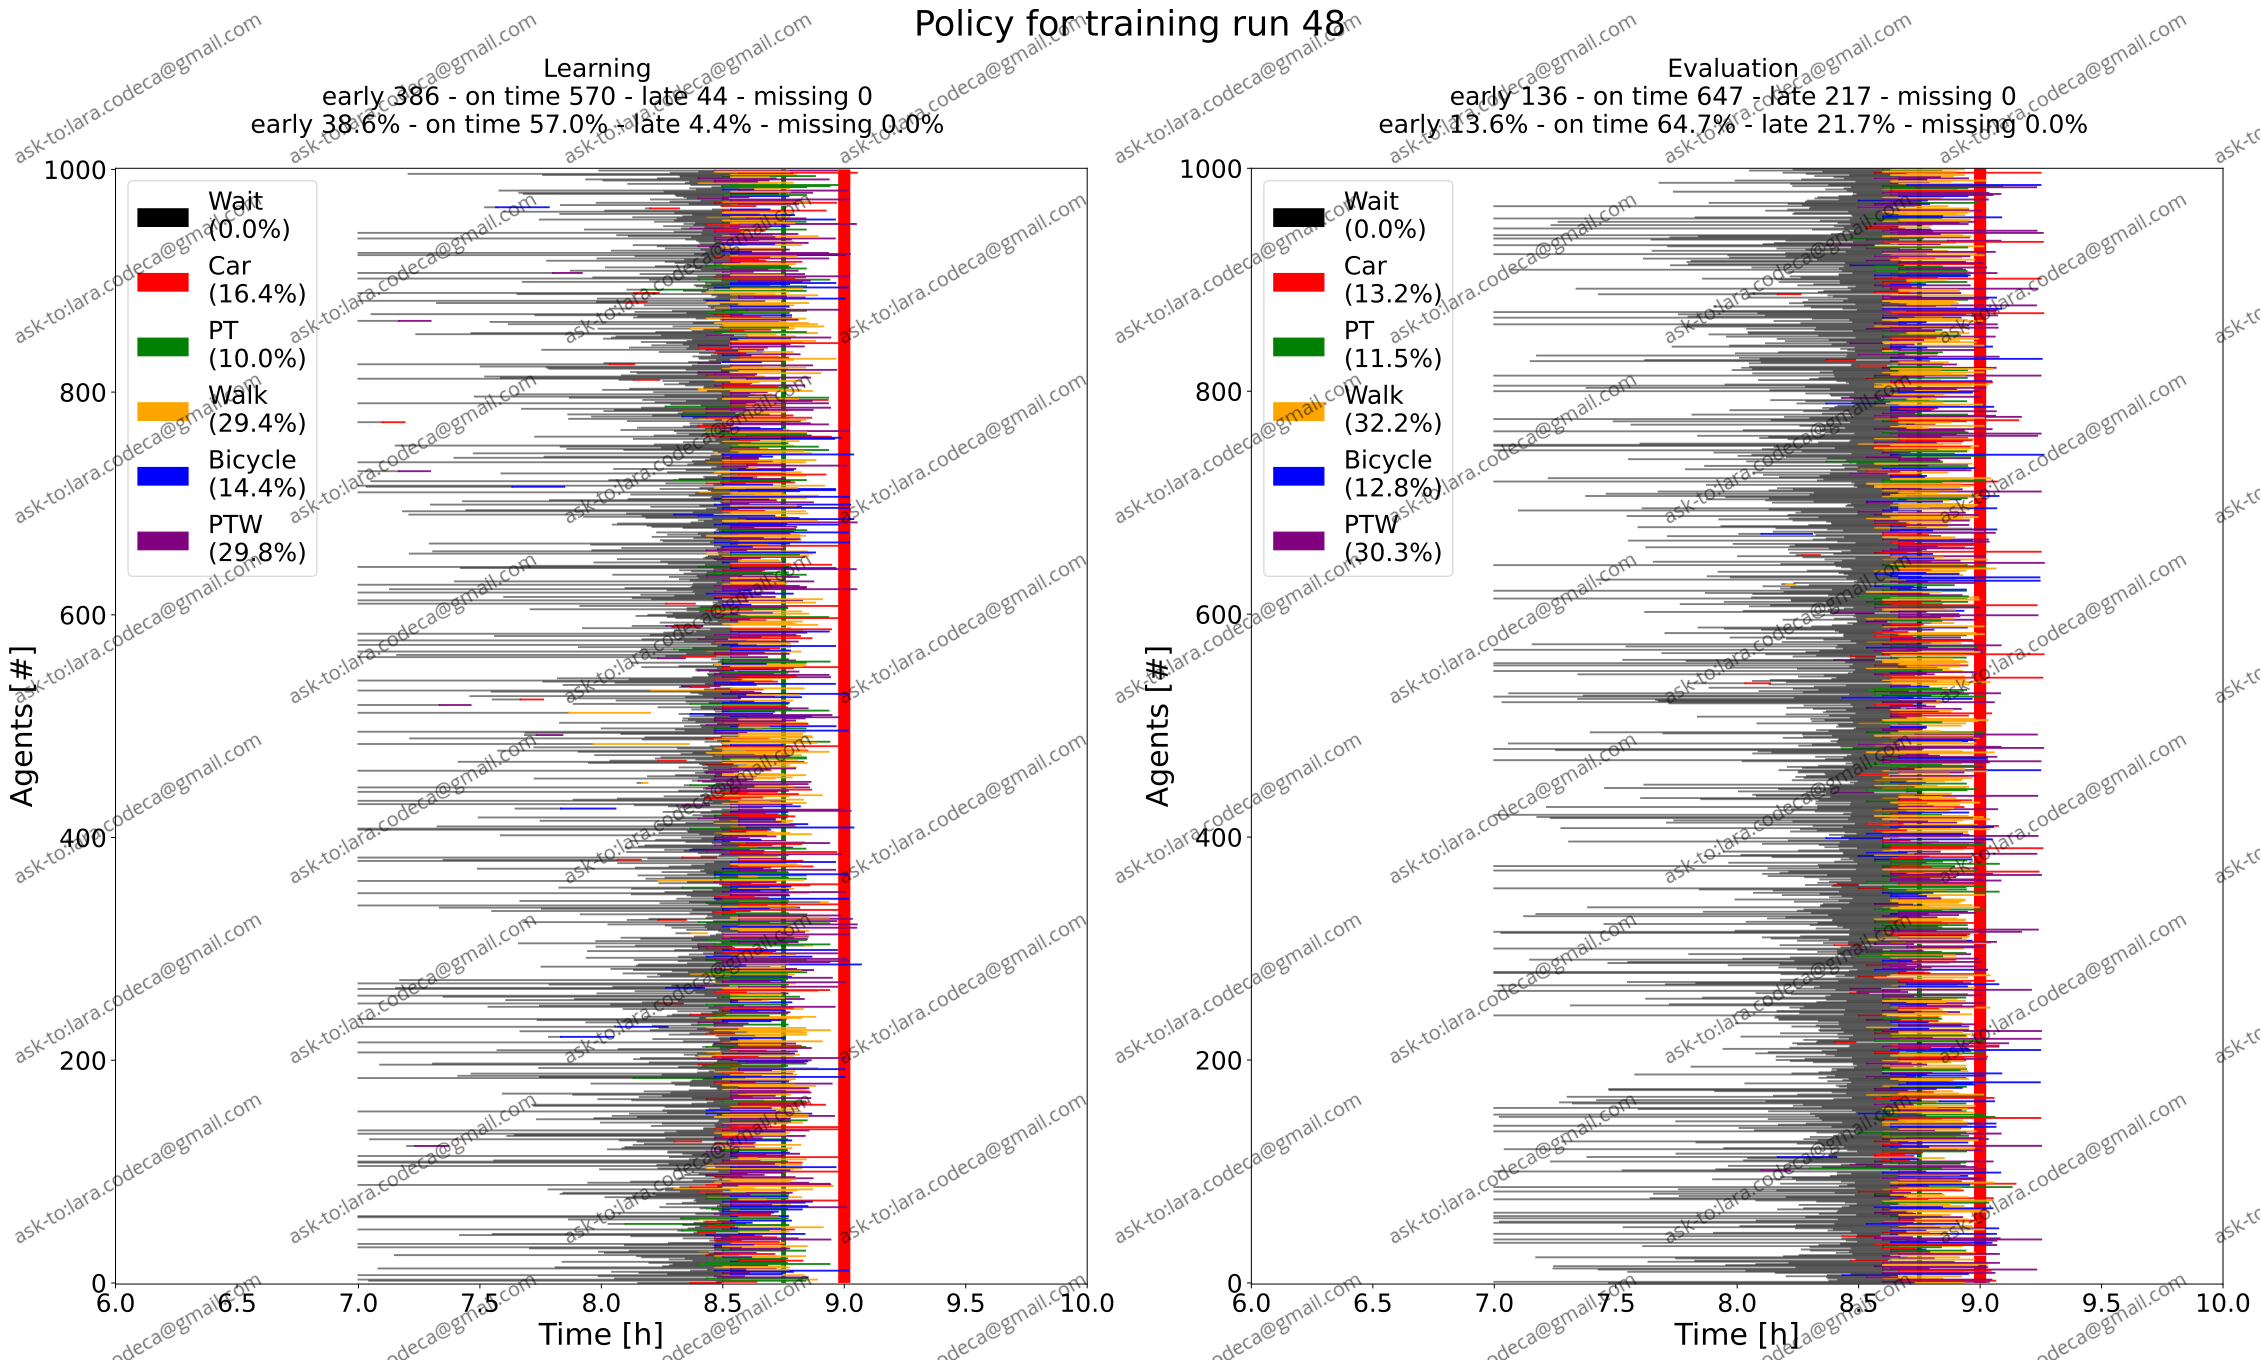 Policy for training run 48
Learning
early 386 - on time 570 - late 44 - missing 0
early 38.6% - on time 57.0% - late 4.4% - missing 0.0%
1000
800
600
400
200
0
Agents [#]
Wait
(0.0%)
Car
(16.4%)
PT
(10.0%)
Walk
(29.4%)
Bicycle
(14.4%)
PTW
(29.8%)
6.0 6.5 7.0 7.5 8.0 8.5 9.0 9.5 10.0
Time [h]
Evaluation
early 136 - on time 647 - late 217 - missing 0
early 13.6% - on time 64.7% - late 21.7% - missing 0.0%
1000
800
600
400
200
0
Agents [#]
Wait
(0.0%)
Car
(13.2%)
PT
(11.5%)
Walk
(32.2%)
Bicycle
(12.8%)
PTW
(30.3%)
6.0 6.5 7.0 7.5 8.0 8.5 9.0 9.5 10.0
Time [h]
ask-to:lara.codeca@gmail.com